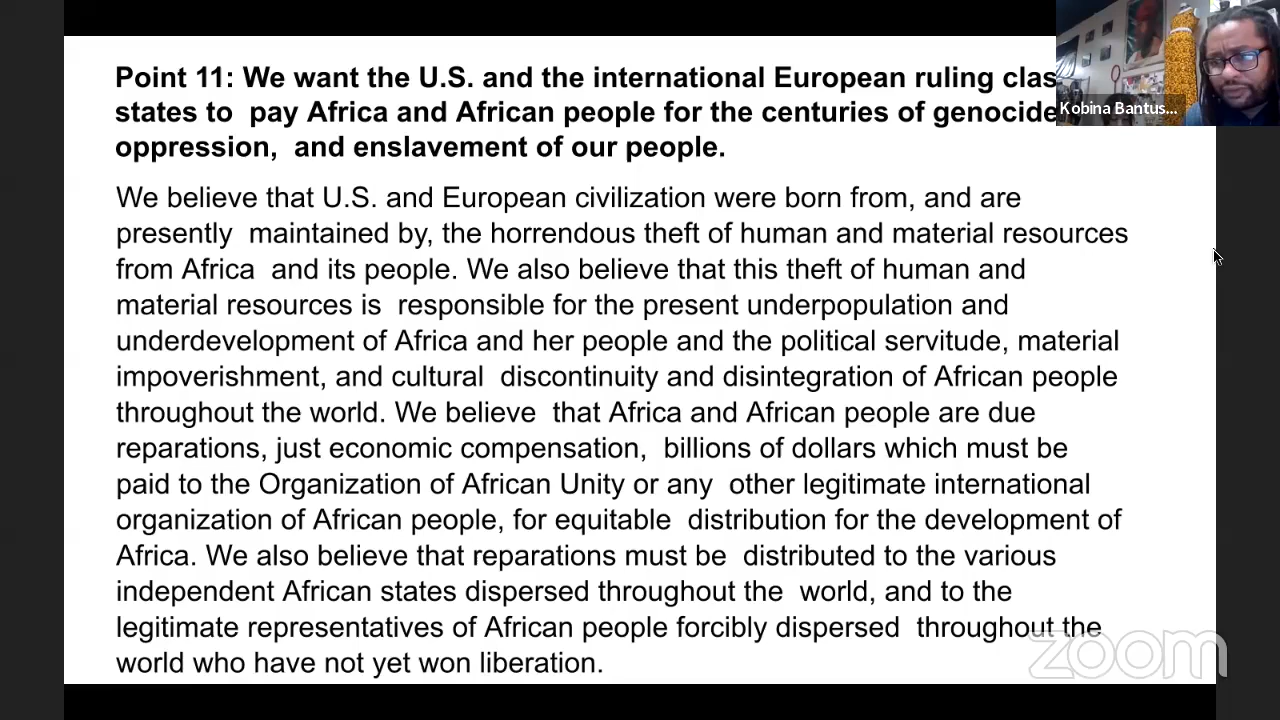 Point 11: We want the U.S. and the international European ruling clas
states to pay Africa and African people for the centuries of genocide
oppression, and enslavement of our people.
We believe that U.S. and European civilization were born from, and are
presently maintained by, the horrendous theft of human and material resources
from Africa and its people. We also believe that this theft of human and
material resources is responsible for the present underpopulation and
underdevelopment of Africa and her people and the political servitude, material
impoverishment, and cultural discontinuity and disintegration of African people
throughout the world. We believe that Africa and African people are due
reparations, just economic compensation, billions of dollars which must be
paid to the Organization of African Unity or any other legitimate international
organization of African people, for equitable distribution for the development of
Africa. We also believe that reparations must be distributed to the various
independent African states dispersed throughout the world, and to the
legitimate representatives of African people forcibly dispersed throughout the
world who have not yet won liberation.
Kobina Bantus...
zoom